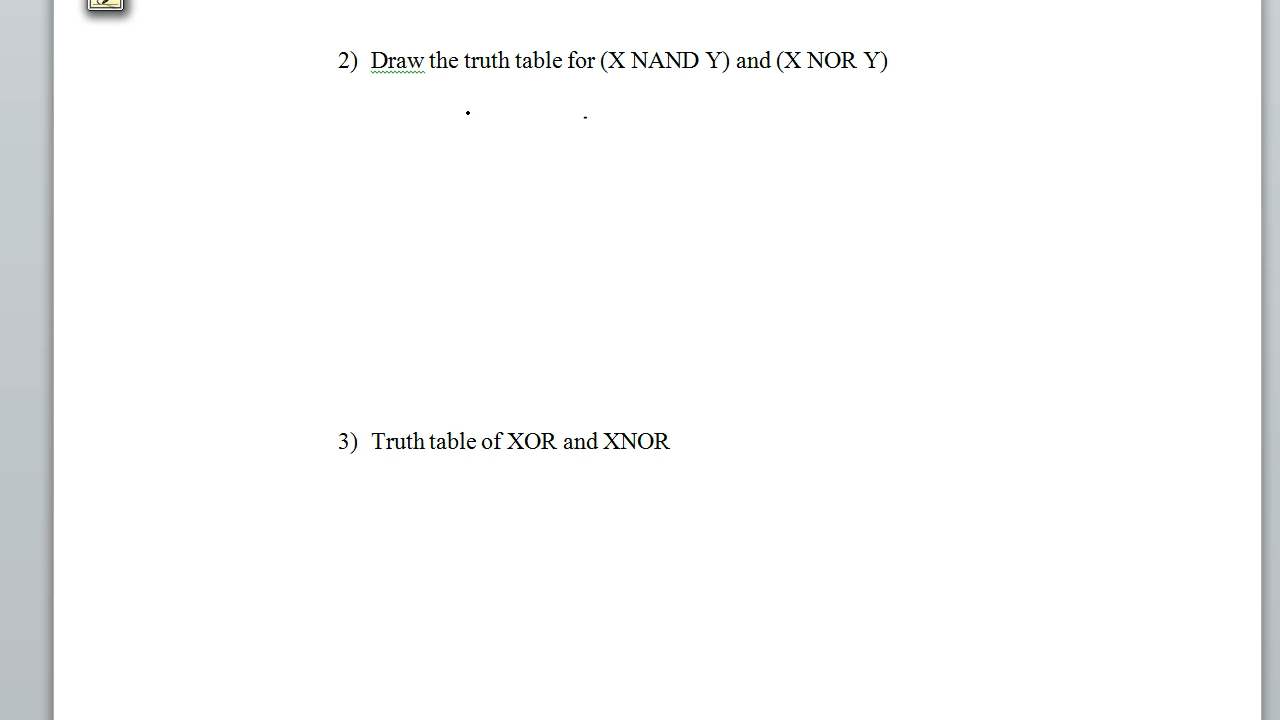 2) Draw the truth table for (X NAND Y) and (X NOR Y)
3) Truth table of XOR and XNOR